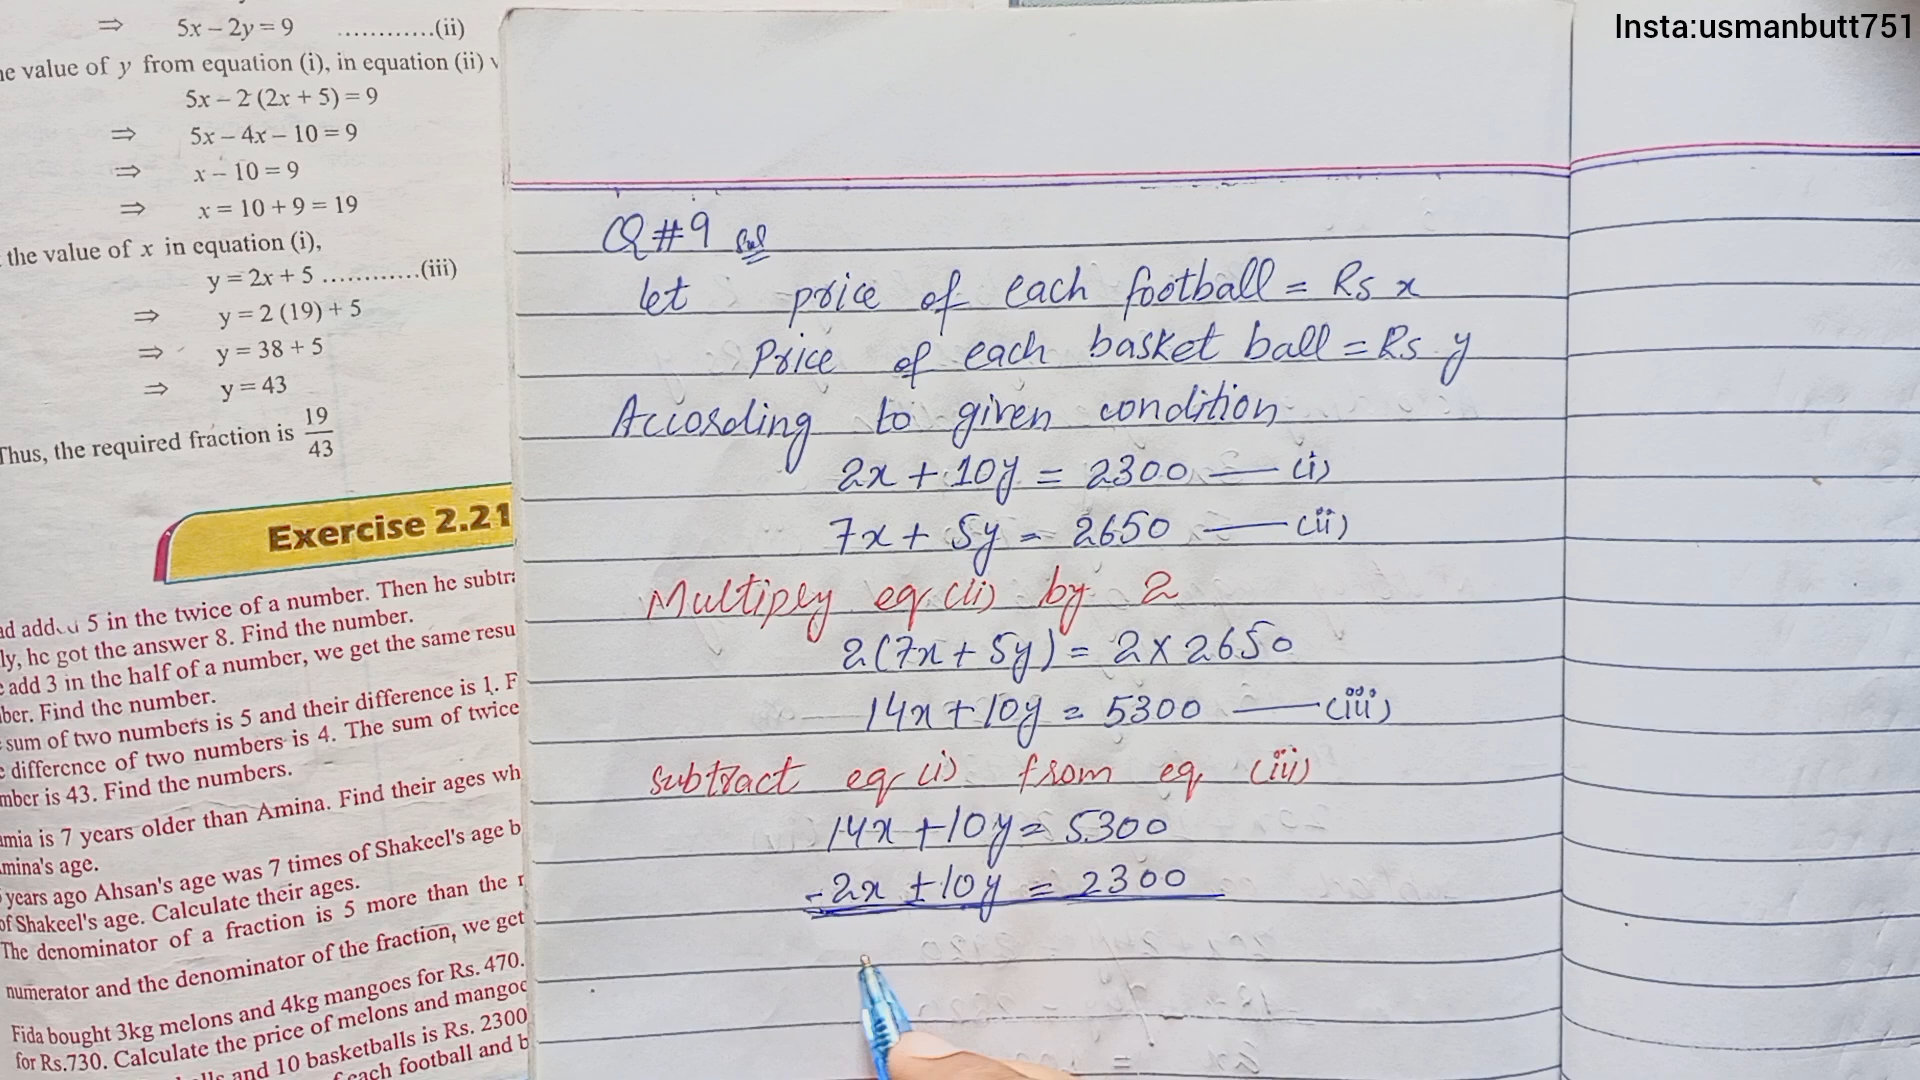 Insta:usmanbutt751
⇒ 5x – 2y = 9 ............(ii)
value of y from equation (i), in equation (ii)
5x – 2 (2x + 5) = 9
⇒ 5x – 4x – 10 = 9
⇒ x – 10 = 9
⇒ x = 10 + 9 = 19
the value of x in equation (i),
y = 2x + 5 ............(iii)
⇒ y = 2 (19) + 5
⇒ y = 38 + 5
⇒ y = 43
Thus, the required fraction is 19/43
Exercise 2.21
5 in the twice of a number. Then he
he got the answer 8. Find the number.
add 3 in the half of a number, we get the same
Find the number.
sum of two numbers is 5 and their difference is 1.
difference of two numbers is 4. The sum of twice
is 43. Find the numbers.
is 7 years older than Amina. Find their ages
age.
years ago Ahsan's age was 7 times of Shakeel's age
of Shakeel's age. Calculate their ages.
The denominator of a fraction is 5 more than the
numerator and the denominator of the fraction, we get
Fida bought 3kg melons and 4kg mangoes for Rs. 470.
for Rs.730. Calculate the price of melons and
and 10 basketballs is Rs. 2300
each football and
Q #9 Sol
let price of each football = Rs x
Price of each basket ball = Rs y
According to given condition
2x + 10y = 2300 — (i)
7x + 5y = 2650 — (ii)
Multiply eq (ii) by 2
2(7x + 5y) = 2 × 2650
14x + 10y = 5300 — (iii)
subtract eq (i) from eq (iii)
14x + 10y = 5300
-2x ± 10y = 2300